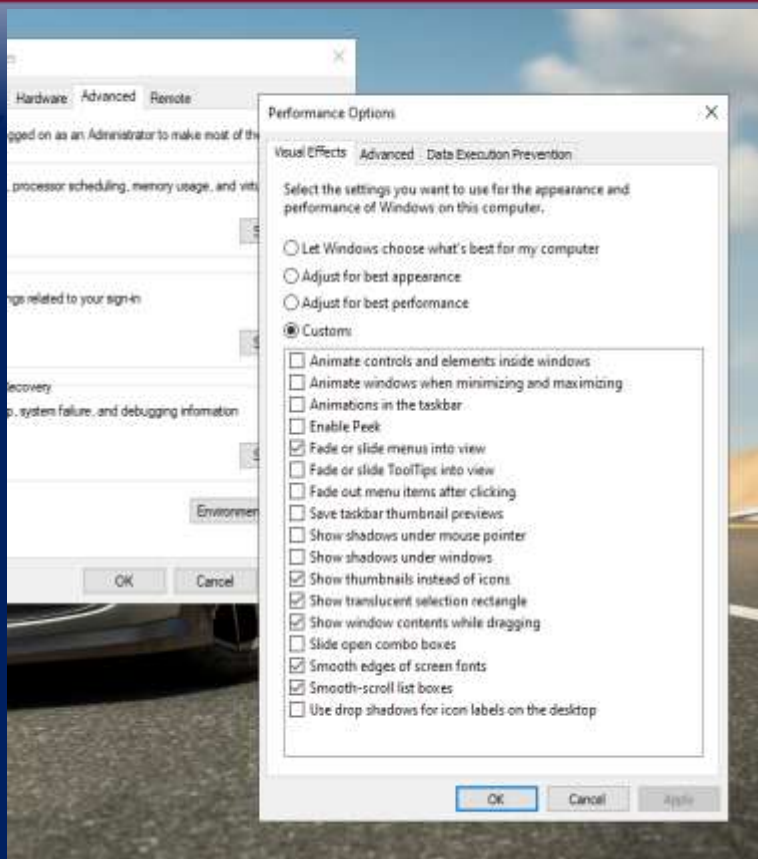 Hardware Advanced Remote
gged on as an Administrator to make most of the
, processor scheduling, memory usage, and virtu
S
ngs related to your sign-in
S
ecovery
p, system failure, and debugging information
S
Environmen
OK Cancel
Performance Options
Visual Effects Advanced Data Execution Prevention
Select the settings you want to use for the appearance and
performance of Windows on this computer.
Let Windows choose what's best for my computer
Adjust for best appearance
Adjust for best performance
Custom:
Animate controls and elements inside windows
Animate windows when minimizing and maximizing
Animations in the taskbar
Enable Peek
Fade or slide menus into view
Fade or slide ToolTips into view
Fade out menu items after clicking
Save taskbar thumbnail previews
Show shadows under mouse pointer
Show shadows under windows
Show thumbnails instead of icons
Show translucent selection rectangle
Show window contents while dragging
Slide open combo boxes
Smooth edges of screen fonts
Smooth-scroll list boxes
Use drop shadows for icon labels on the desktop
OK Cancel Apply